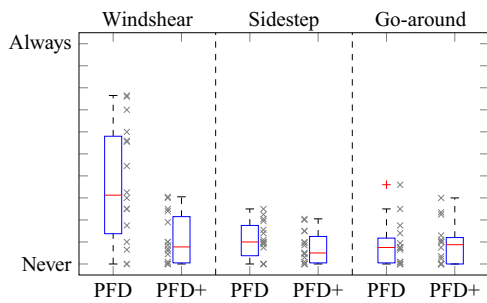 Windshear Sidestep Go-around
Always
Never
PFD PFD+ PFD PFD+ PFD PFD+